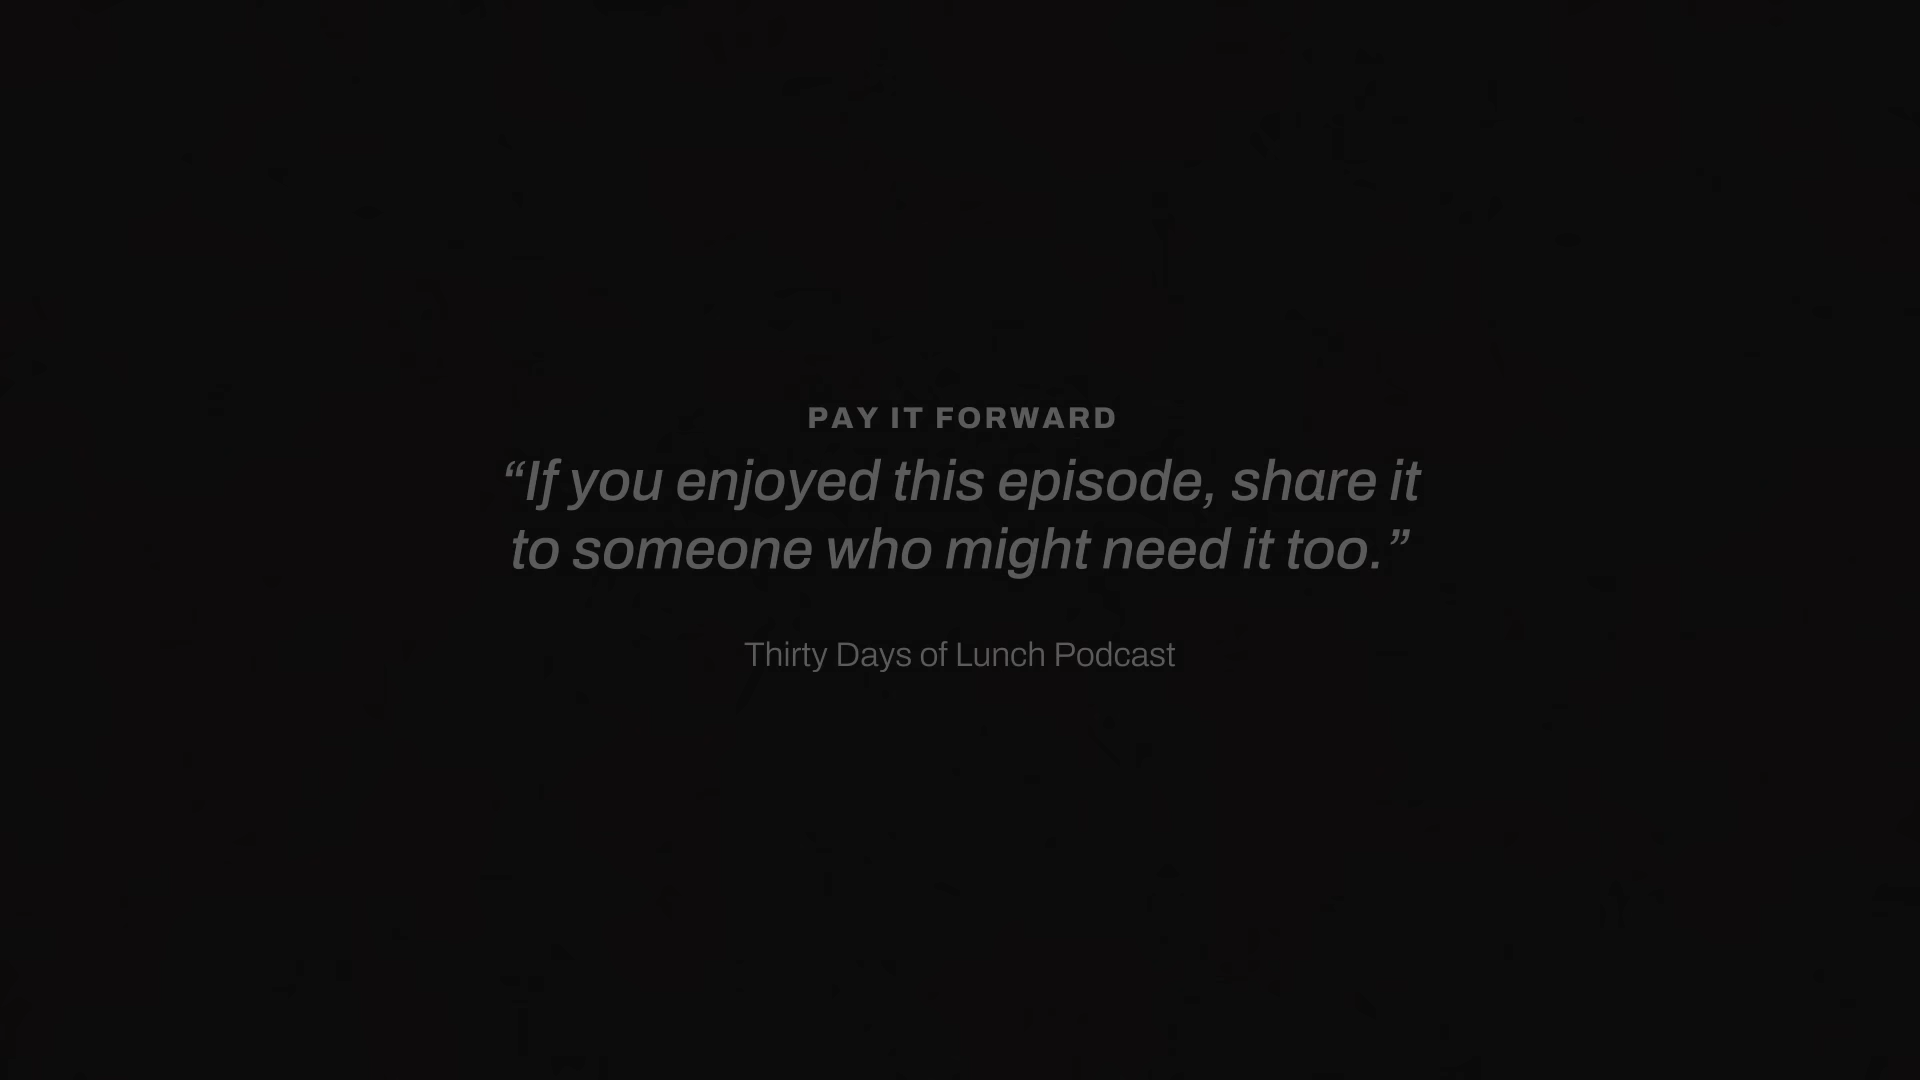 PAY IT FORWARD
“If you enjoyed this episode, share it
to someone who might need it too.”
Thirty Days of Lunch Podcast